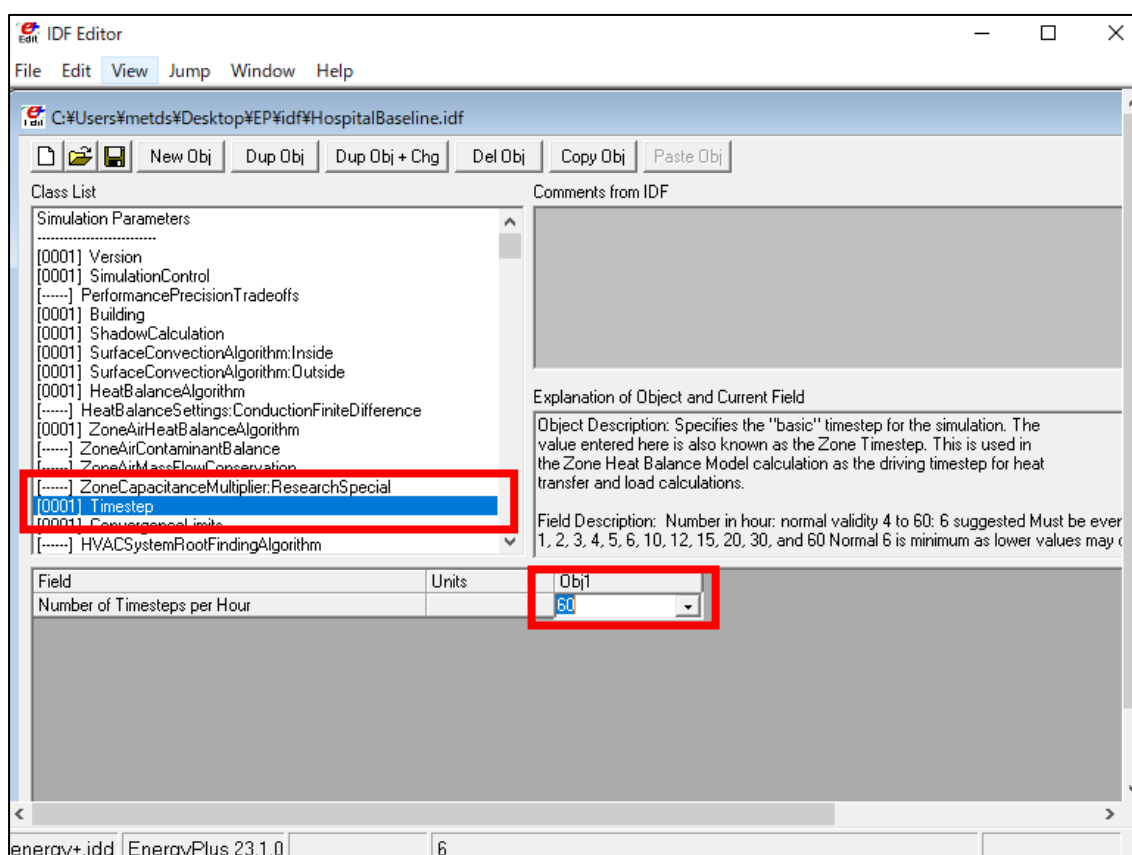 IDF Editor
File Edit View Jump Window Help
C:¥Users¥metds¥Desktop¥EP¥idf¥HospitalBaseline.idf
New Obj Dup Obj Dup Obj + Chg Del Obj Copy Obj Paste Obj
Class List
Comments from IDF
Simulation Parameters
---------------------------
[0001] Version
[0001] SimulationControl
[------] PerformancePrecisionTradeoffs
[0001] Building
[0001] ShadowCalculation
[0001] SurfaceConvectionAlgorithm:Inside
[0001] SurfaceConvectionAlgorithm:Outside
[0001] HeatBalanceAlgorithm
[------] HeatBalanceSettings:ConductionFiniteDifference
[0001] ZoneAirHeatBalanceAlgorithm
[------] ZoneAirContaminantBalance
[------] ZoneAirMassFlowConservation
[------] ZoneCapacitanceMultiplier:ResearchSpecial
[0001] Timestep
[0001] ConvergenceLimits
[------] HVACSystemRootFindingAlgorithm
Explanation of Object and Current Field
Object Description: Specifies the "basic" timestep for the simulation. The
value entered here is also known as the Zone Timestep. This is used in
the Zone Heat Balance Model calculation as the driving timestep for heat
transfer and load calculations.
Field Description: Number in hour: normal validity 4 to 60: 6 suggested Must be ever
1, 2, 3, 4, 5, 6, 10, 12, 15, 20, 30, and 60 Normal 6 is minimum as lower values may
Field Units Obj1
Number of Timesteps per Hour 60
energy+.idd EnergyPlus 23.1.0 6